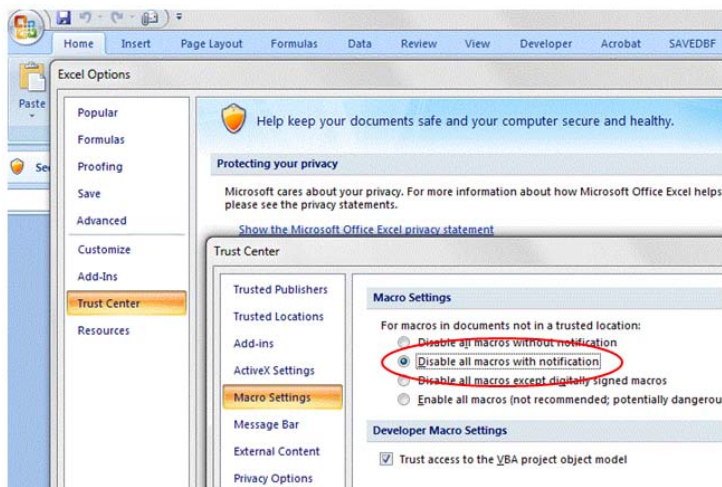 Home Insert Page Layout Formulas Data Review View Developer Acrobat SAVEDBF
Paste
Excel Options
Popular
Formulas
Proofing
Save
Advanced
Customize
Add-Ins
Trust Center
Resources
Help keep your documents safe and your computer secure and healthy.
Protecting your privacy
Microsoft cares about your privacy. For more information about how Microsoft Office Excel helps
please see the privacy statements.
Show the Microsoft Office Excel privacy statement
Trust Center
Trusted Publishers
Trusted Locations
Add-ins
ActiveX Settings
Macro Settings
Message Bar
External Content
Privacy Options
Macro Settings
For macros in documents not in a trusted location:
Disable all macros without notification
Disable all macros with notification
Disable all macros except digitally signed macros
Enable all macros (not recommended; potentially dangerou
Developer Macro Settings
Trust access to the VBA project object model